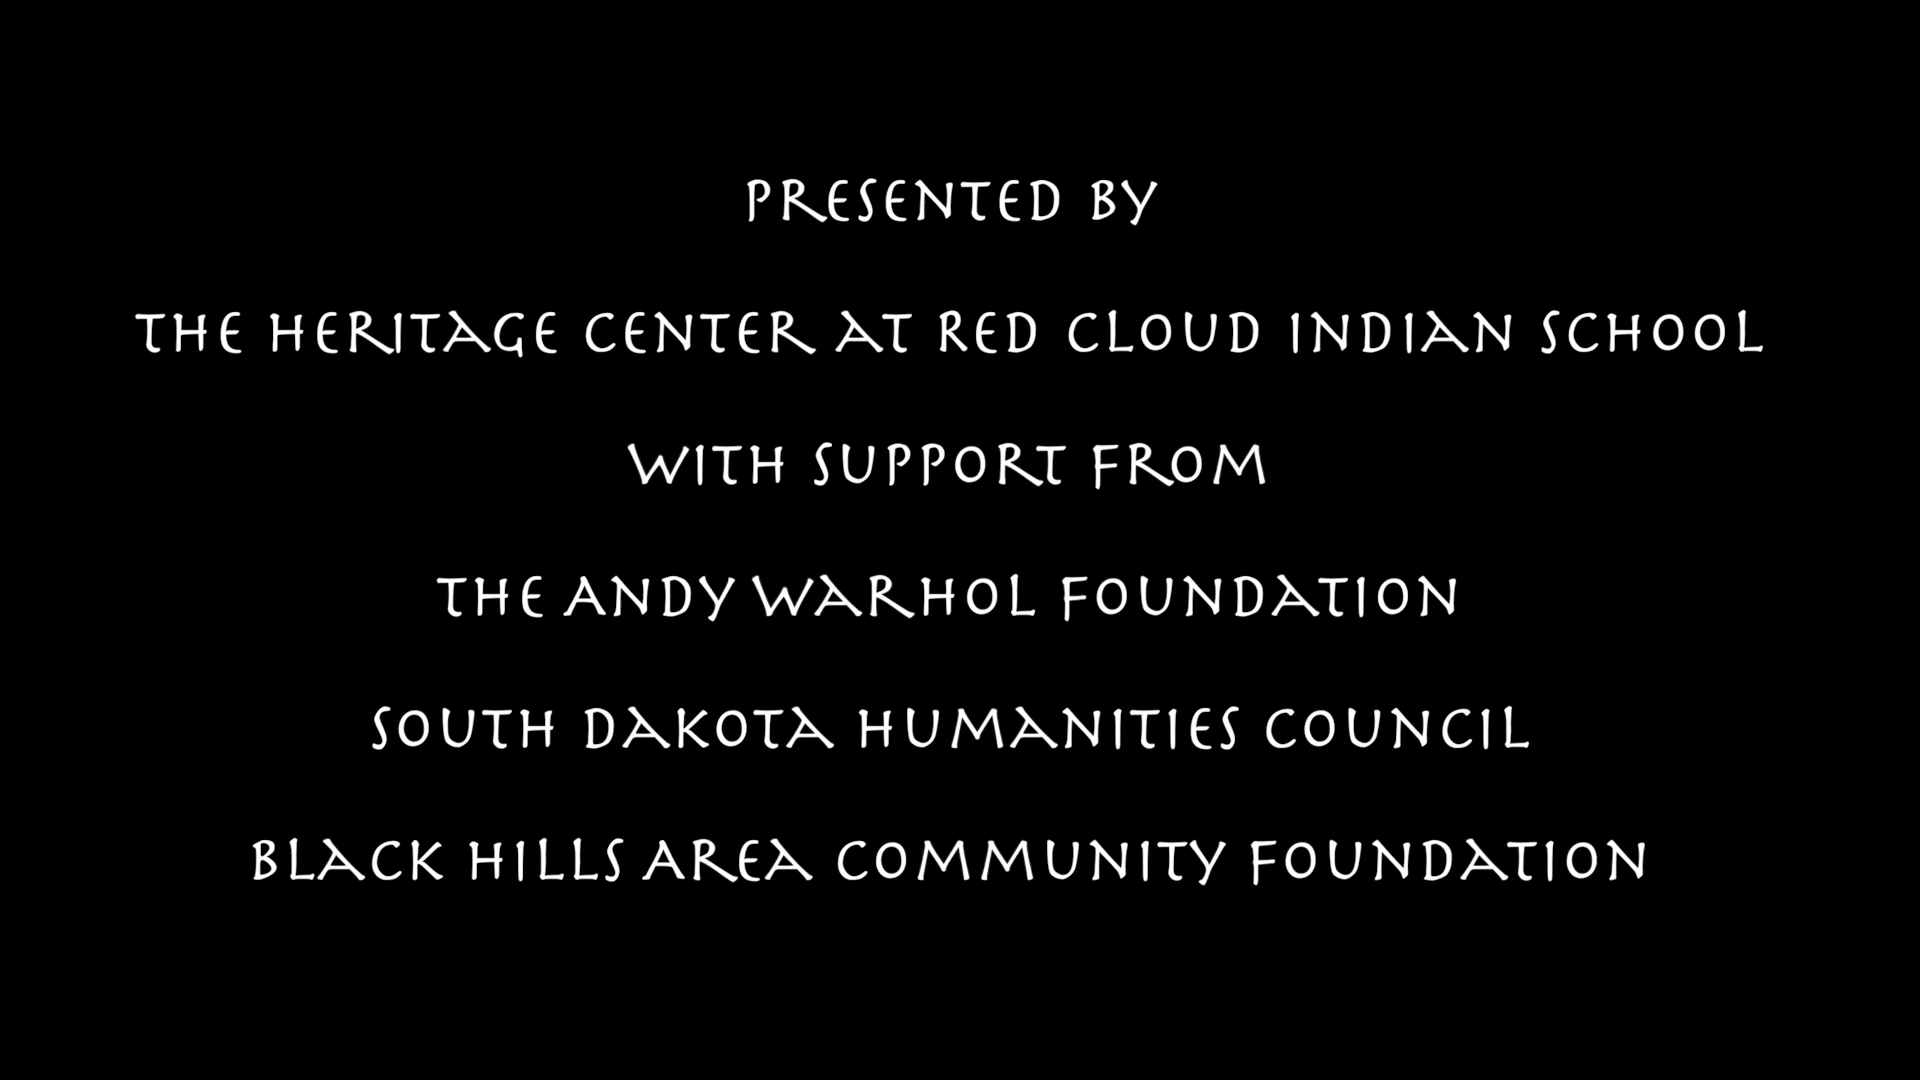 PRESENTED BY
THE HERITAGE CENTER AT RED CLOUD INDIAN SCHOOL
WITH SUPPORT FROM
THE ANDY WARHOL FOUNDATION
SOUTH DAKOTA HUMANITIES COUNCIL
BLACK HILLS AREA COMMUNITY FOUNDATION